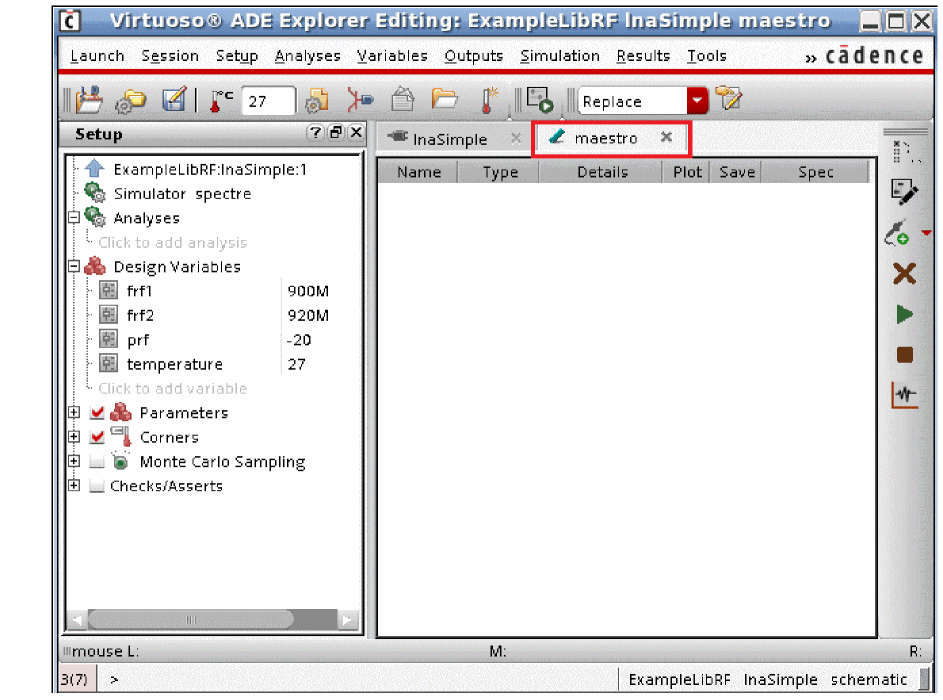 Virtuoso® ADE Explorer Editing: ExampleLibRF lnaSimple maestro
Launch Session Setup Analyses Variables Outputs Simulation Results Tools » cādence
°C 27 Replace
Setup
lnaSimple
maestro
ExampleLibRF:lnaSimple:1
Simulator spectre
Analyses
Click to add analysis
Design Variables
frf1 900M
frf2 920M
prf -20
temperature 27
Click to add variable
Parameters
Corners
Monte Carlo Sampling
Checks/Asserts
Name Type Details Plot Save Spec
mouse L: M: R:
3(7) > ExampleLibRF lnaSimple schematic